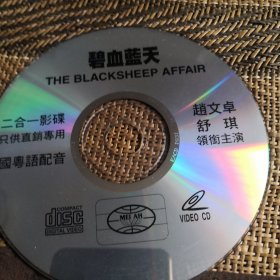 碧血藍天
THE BLACKSHEEP AFFAIR
二合一影碟
只供直銷專用
國粵語配音
趙文卓
舒琪
領銜主演
COMPACT
disc
DIGITAL VIDEO
MEI AH
VIDEO CD